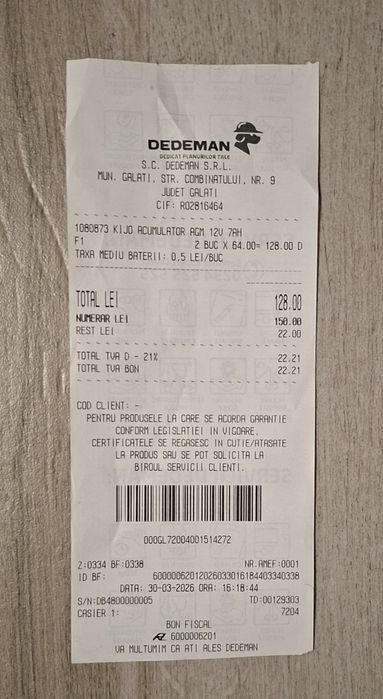 DEDEMAN
DEDICAT PLANURILOR TALE
S.C. DEDEMAN S.R.L.
MUN. GALATI, STR. COMBINATULUI, NR. 9
JUDET GALATI
CIF: RO2816464
1080873 KIJO ACUMULATOR AGM 12V 7AH
F1 2 BUC X 64.00= 128.00 D
TAXA MEDIU BATERII: 0.5 LEI/BUC
TOTAL LEI 128.00
NUMERAR LEI 150.00
REST LEI 22.00
TOTAL TVA D - 21% 22.21
TOTAL TVA BON 22.21
COD CLIENT: -
PENTRU PRODUSELE LA CARE SE ACORDA GARANTIE
CONFORM LEGISLATIEI IN VIGOARE,
CERTIFICATELE SE REGASESC IN CUTIE/ATASATE
LA PRODUS SAU SE POT SOLICITA LA
BIROUL SERVICII CLIENTI.
000GL72004001514272
Z:0334 BF:0338 NR.AMEF:0001
ID BF: 60000062012026033016184403340338
DATA: 30-03-2026 ORA: 16:18:44
S/N:DB4800000005 TD:00129303
CASIER 1: 7204
BON FISCAL
6000006201
VA MULTUMIM CA ATI ALES DEDEMAN